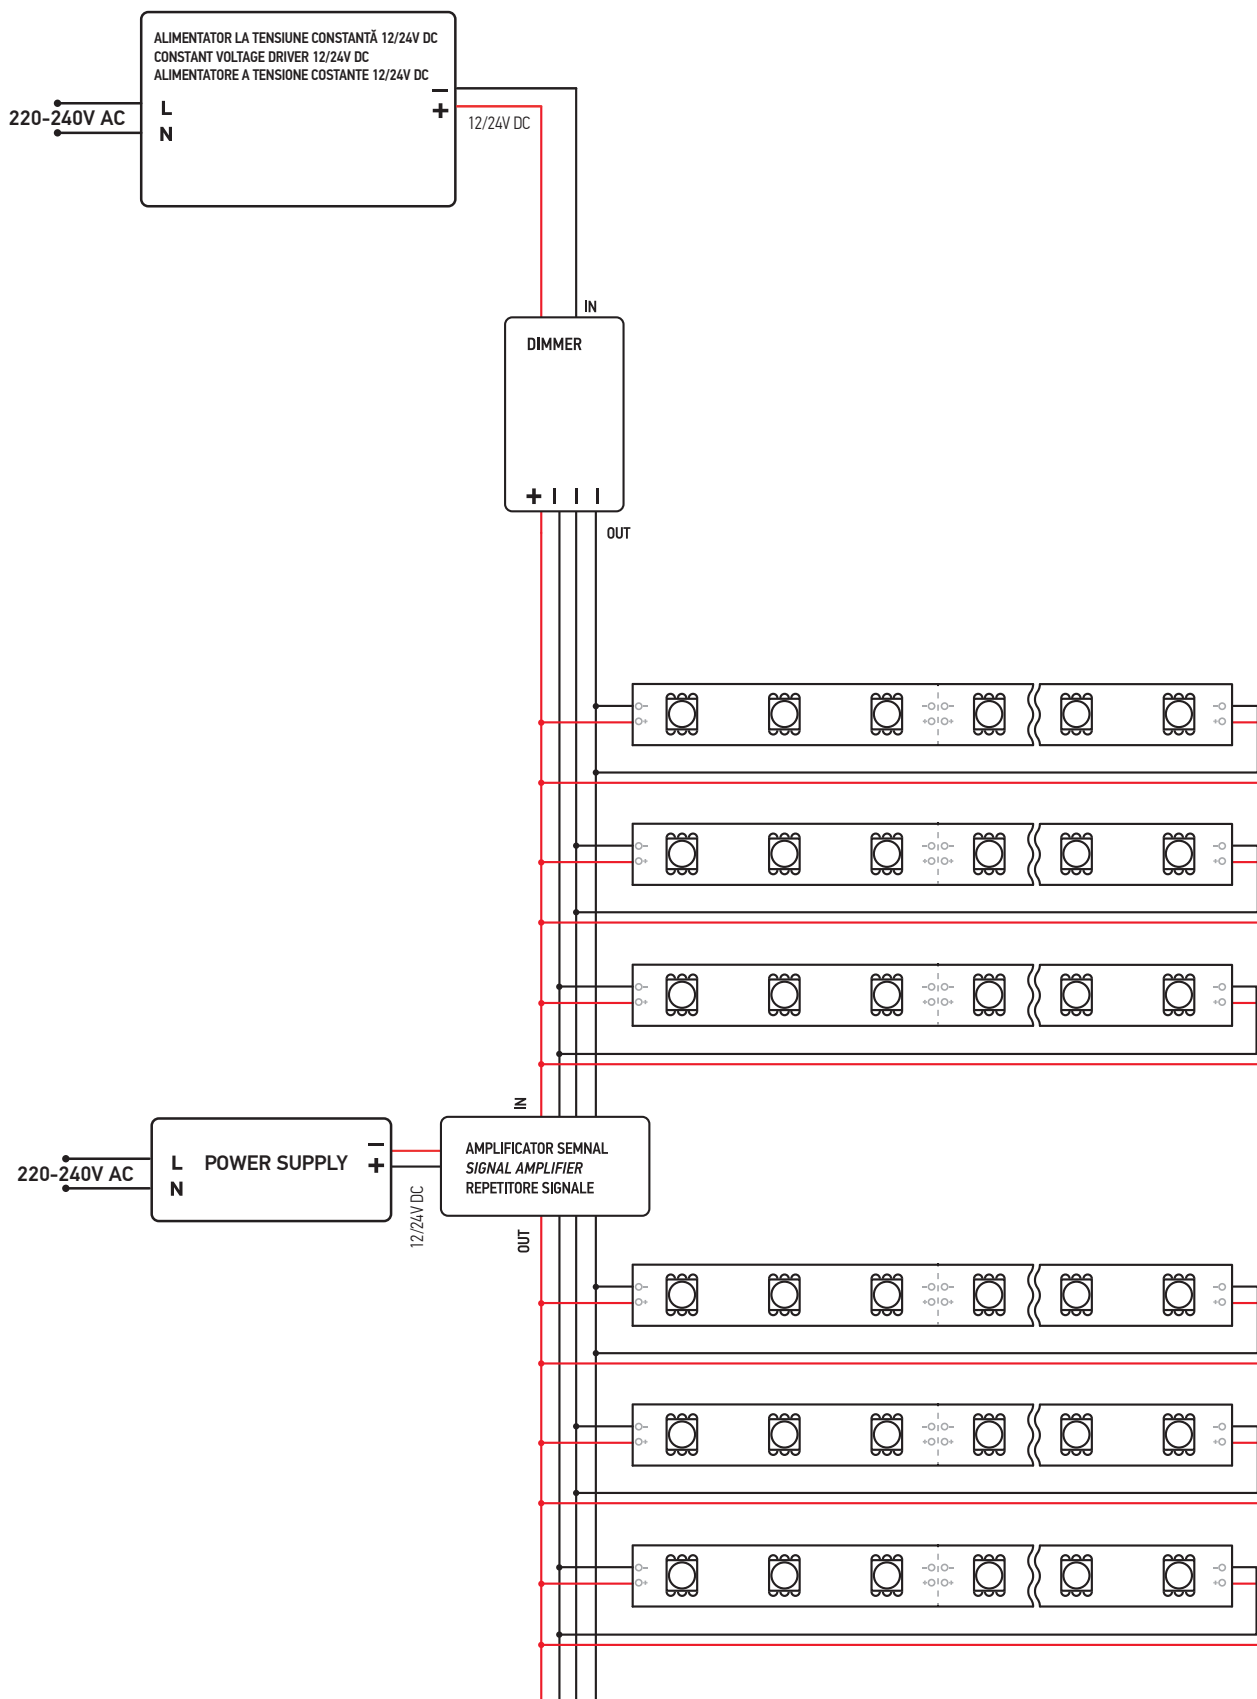 ALIMENTATOR LA TENSIUNE CONSTANTĂ 12/24V DC
CONSTANT VOLTAGE DRIVER 12/24V DC
ALIMENTATORE A TENSIONE COSTANTE 12/24V DC
220-240V AC
L
N
−
+
12/24V DC
IN
DIMMER
+ | | |
OUT
IN
220-240V AC
L
N
POWER SUPPLY
−
+
12/24V DC
AMPLIFICATOR SEMNAL
SIGNAL AMPLIFIER
REPETITORE SIGNALE
OUT